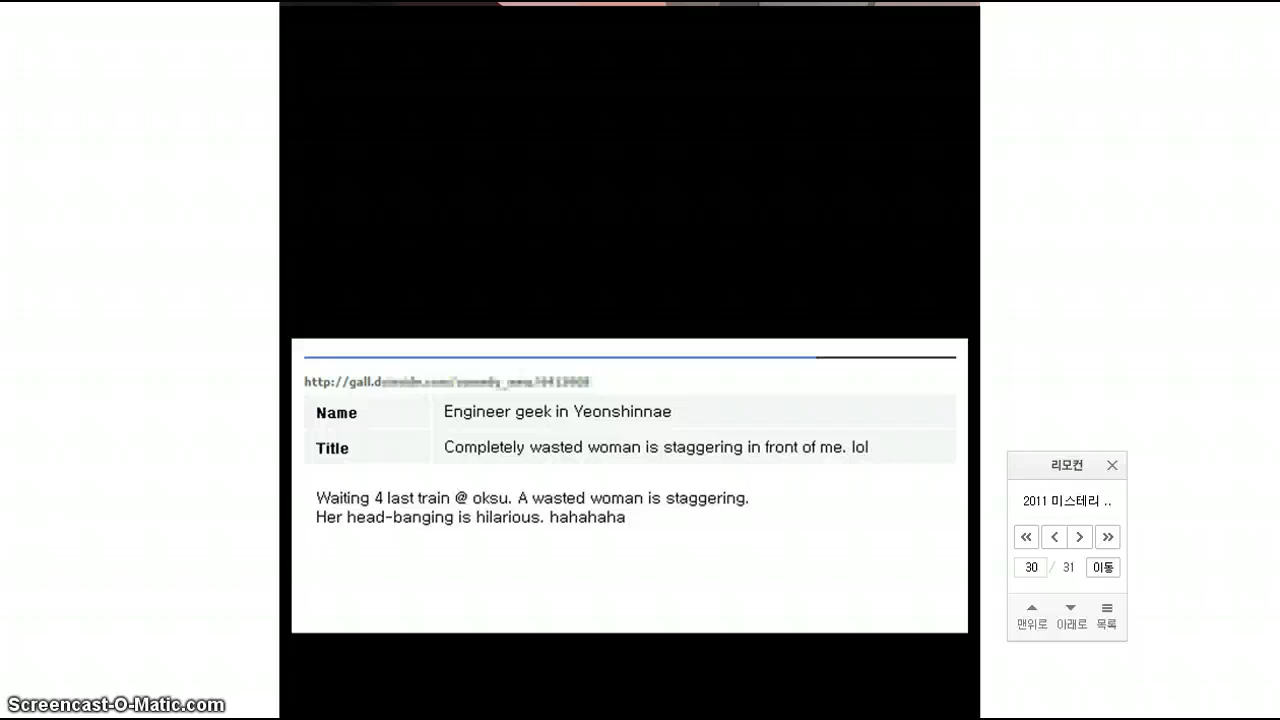 http://gall.d
Name
Engineer geek in Yeonshinnae
Title
Completely wasted woman is staggering in front of me. lol
Waiting 4 last train @ oksu. A wasted woman is staggering.
Her head-banging is hilarious. hahahaha
리모컨
2011 미스테리 ..
30 / 31 이동
맨위로 아래로 목록
Screencast-O-Matic.com